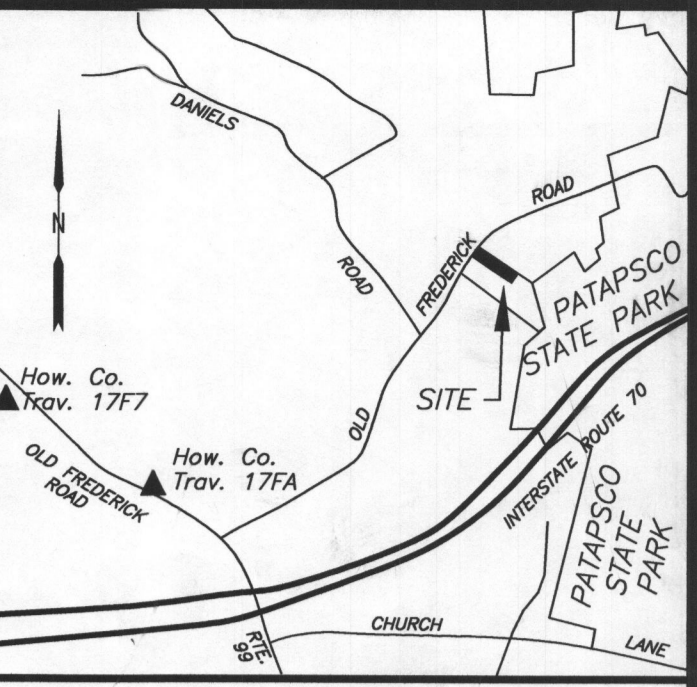 DANIELS
ROAD
ROAD
FREDERICK
OLD
N
PATAPSCO
STATE PARK
SITE
How. Co.
Trav. 17F7
How. Co.
Trav. 17FA
OLD FREDERICK
ROAD
INTERSTATE ROUTE 70
PATAPSCO
STATE
PARK
RTE.
99
CHURCH
LANE